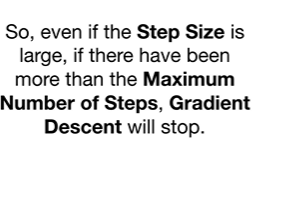 So, even if the Step Size is
large, if there have been
more than the Maximum
Number of Steps, Gradient
Descent will stop.